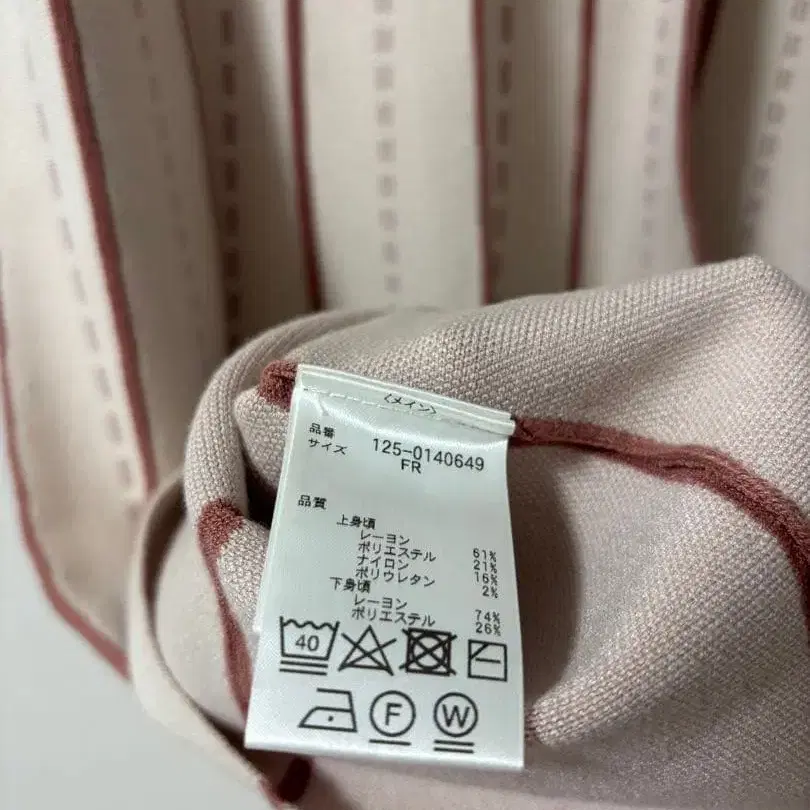 〈メイン〉
品番 125-0140649
サイズ FR
品質
上身頃
レーヨン 61%
ポリエステル 21%
ナイロン 16%
ポリウレタン 2%
下身頃
レーヨン 74%
ポリエステル 26%
40
F W